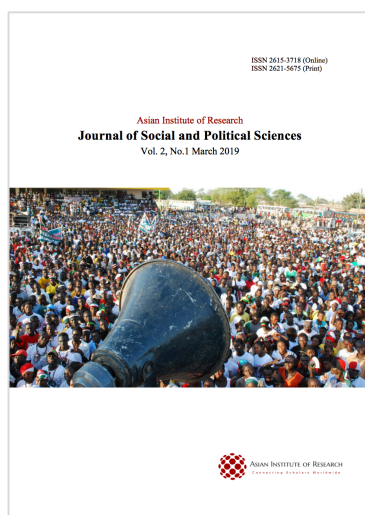 ISSN 2615-3718 (Online)
ISSN 2621-5675 (Print)
Asian Institute of Research
Journal of Social and Political Sciences
Vol. 2, No.1 March 2019
ASIAN INSTITUTE OF RESEARCH
Connecting Scholars Worldwide